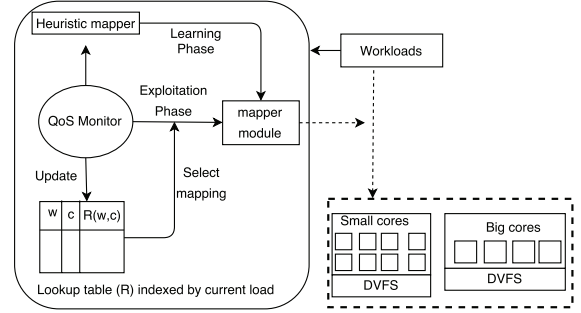 Heuristic mapper
Learning
Phase
Workloads
Exploitation
Phase
QoS Monitor
mapper
module
Update
Select
mapping
w c R(w,c)
Small cores
Big cores
DVFS
DVFS
Lookup table (R) indexed by current load